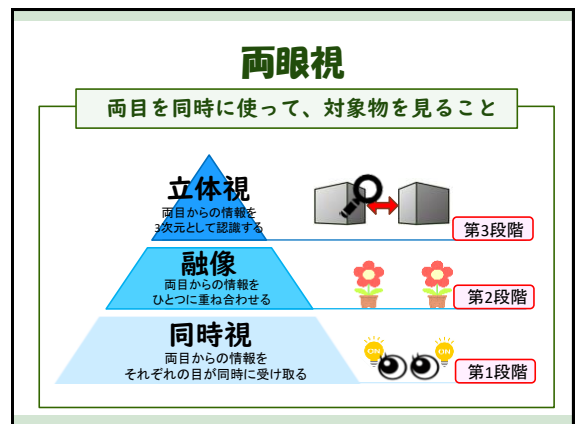 両眼視
両目を同時に使って、対象物を見ること
立体視
両目からの情報を
3次元として認識する
第3段階
融像
両目からの情報を
ひとつに重ね合わせる
第2段階
同時視
両目からの情報を
それぞれの目が同時に受け取る
ON
ON
第1段階